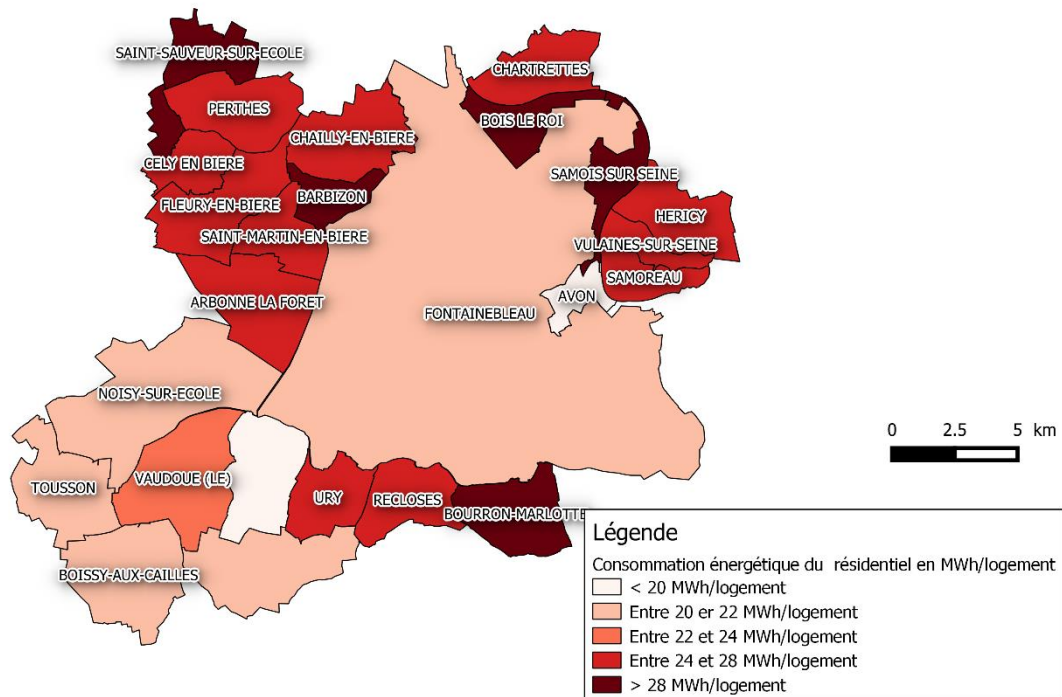 SAINT-SAUVEUR-SUR-ECOLE
CHARTRETTES
PERTHES
BOIS LE ROI
CHAILLY-EN-BIERE
CELY EN BIERE
SAMOIS SUR SEINE
BARBIZON
FLEURY-EN-BIERE
HERICY
SAINT-MARTIN-EN-BIERE
VULAINES-SUR-SEINE
SAMOREAU
AVON
ARBONNE LA FORET
FONTAINEBLEAU
NOISY-SUR-ECOLE
0 2.5 5 km
VAUDOUE (LE)
TOUSSON
URY
RECLOSES
BOURRON-MARLOTTE
BOISSY-AUX-CAILLES
Légende
Consommation énergétique du résidentiel en MWh/logement
< 20 MWh/logement
Entre 20 er 22 MWh/logement
Entre 22 et 24 MWh/logement
Entre 24 et 28 MWh/logement
> 28 MWh/logement